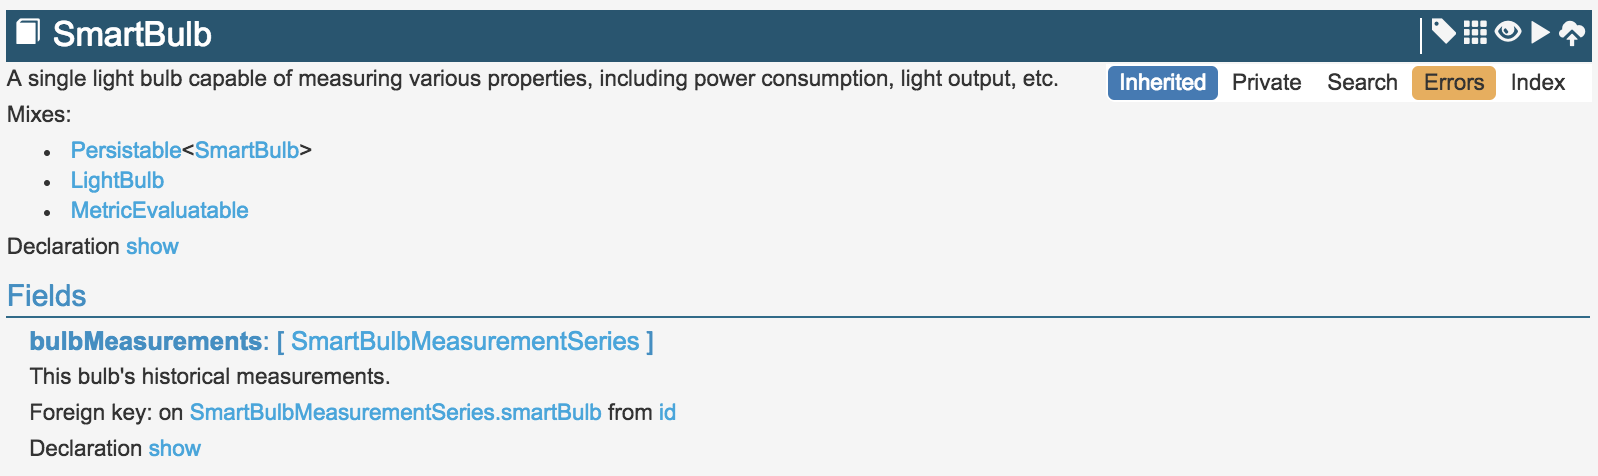 SmartBulb
A single light bulb capable of measuring various properties, including power consumption, light output, etc.
Inherited Private Search Errors Index
Mixes:
• Persistable<SmartBulb>
• LightBulb
• MetricEvaluatable
Declaration show
Fields
bulbMeasurements: [ SmartBulbMeasurementSeries ]
This bulb's historical measurements.
Foreign key: on SmartBulbMeasurementSeries.smartBulb from id
Declaration show